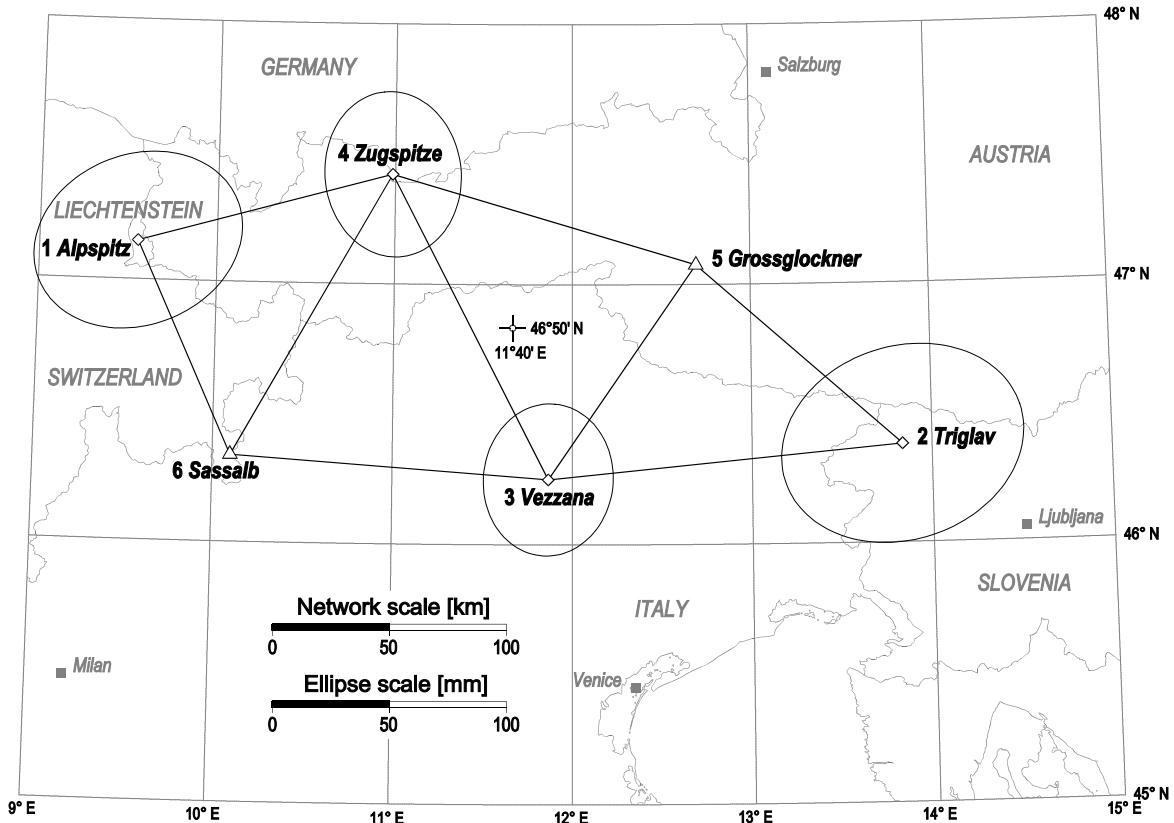 48° N
GERMANY
Salzburg
4 Zugspitze
AUSTRIA
LIECHTENSTEIN
1 Alpspitz
5 Grossglockner
47° N
46°50' N
11°40' E
SWITZERLAND
2 Triglav
6 Sassalb
3 Vezzana
Ljubljana
46° N
SLOVENIA
Network scale [km]
ITALY
0 50 100
Milan
Ellipse scale [mm]
Venice
0 50 100
45° N
9° E 10° E 11° E 12° E 13° E 14° E 15° E